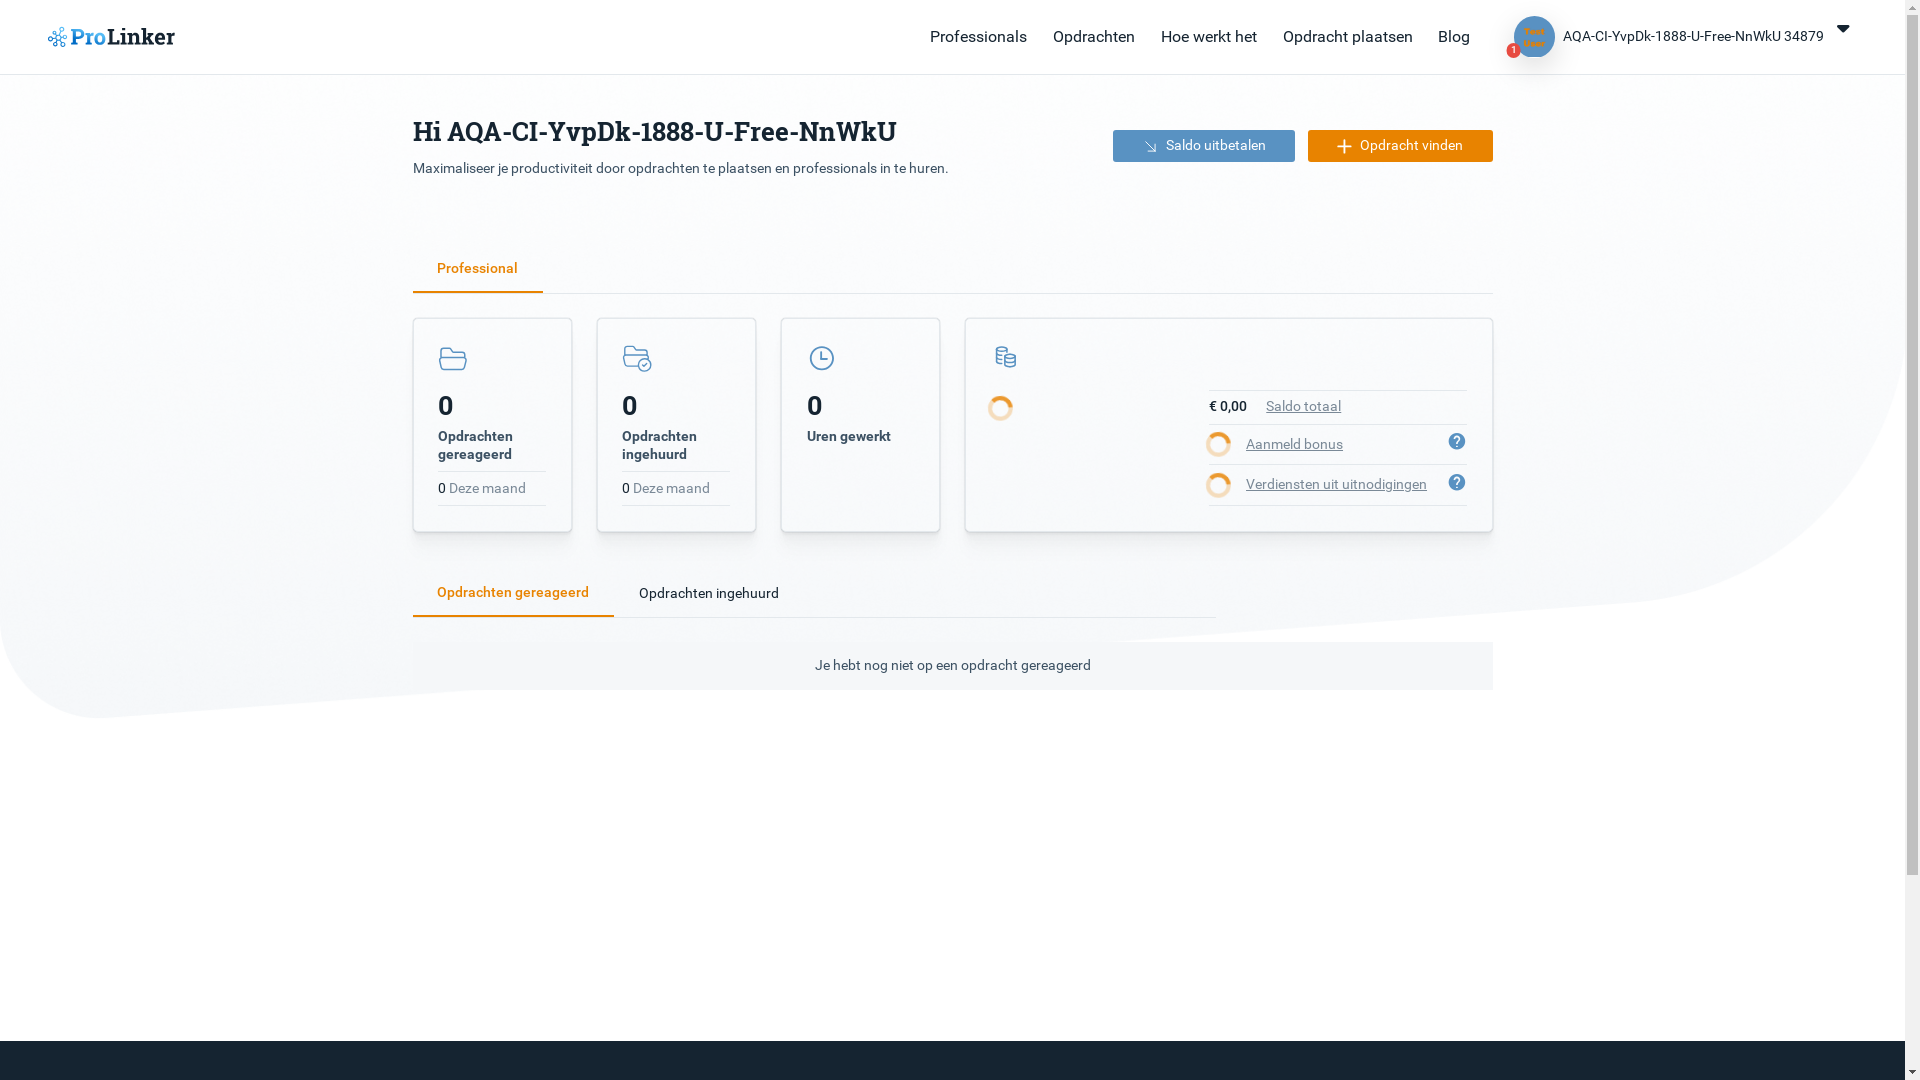 ProLinker
Professionals
Opdrachten
Hoe werkt het
Opdracht plaatsen
Blog
1
AQA-CI-YvpDk-1888-U-Free-NnWkU 34879
Hi AQA-CI-YvpDk-1888-U-Free-NnWkU
Maximaliseer je productiviteit door opdrachten te plaatsen en professionals in te huren.
Saldo uitbetalen
Opdracht vinden
Professional
0
Opdrachten
gereageerd
0 Deze maand
0
Opdrachten
ingehuurd
0 Deze maand
0
Uren gewerkt
€ 0,00 Saldo totaal
Aanmeld bonus
Verdiensten uit uitnodigingen
Opdrachten gereageerd
Opdrachten ingehuurd
Je hebt nog niet op een opdracht gereageerd